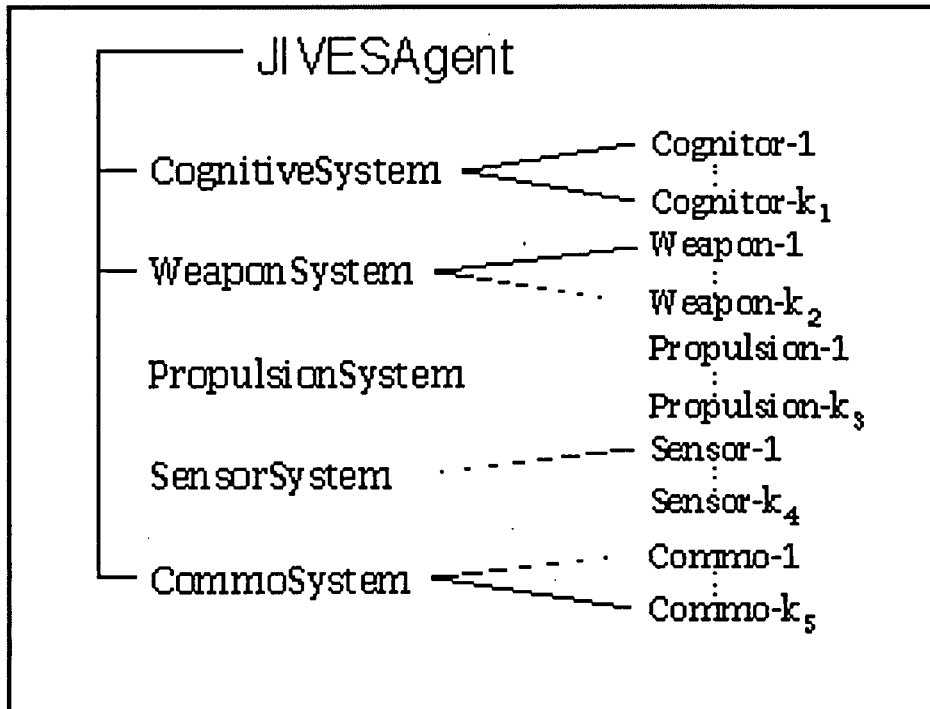 JIVESAgent
CognitiveSystem
Cognitor-1
Cognitor-k₁
WeaponSystem
Weapon-1
Weapon-k₂
PropulsionSystem
Propulsion-1
Propulsion-k₃
SensorSystem
Sensor-1
Sensor-k₄
CommoSystem
Commo-1
Commo-k₅